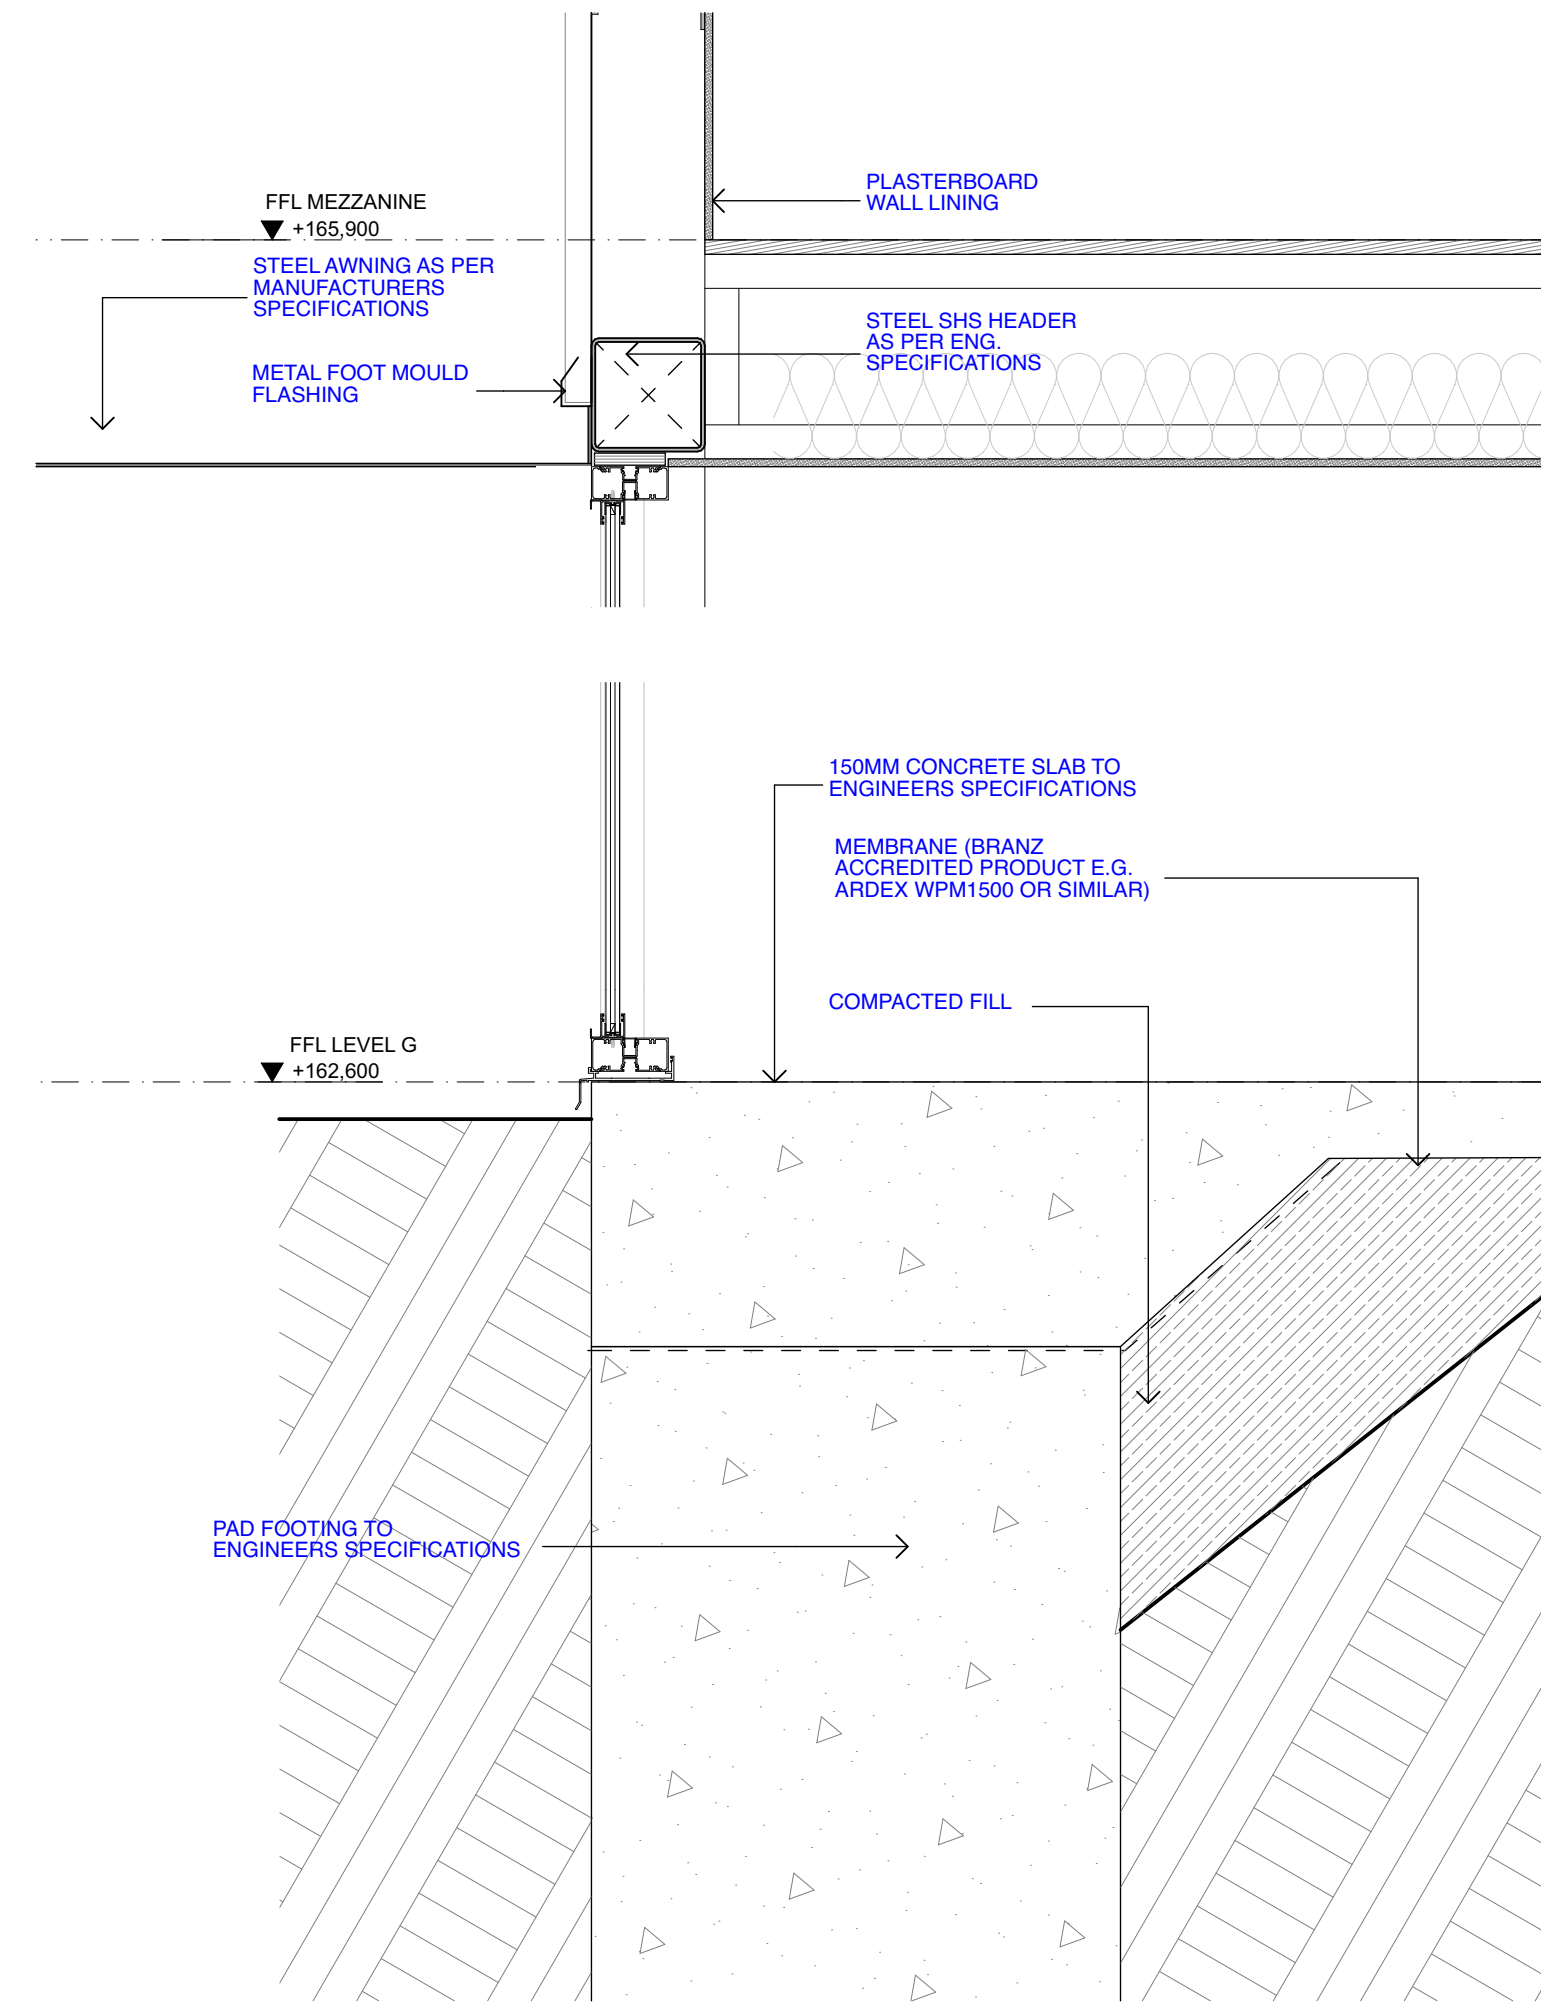 PLASTERBOARD
WALL LINING
FFL MEZZANINE
+165,900
STEEL AWNING AS PER
MANUFACTURERS
SPECIFICATIONS
STEEL SHS HEADER
AS PER ENG.
SPECIFICATIONS
METAL FOOT MOULD
FLASHING
150MM CONCRETE SLAB TO
ENGINEERS SPECIFICATIONS
MEMBRANE (BRANZ
ACCREDITED PRODUCT E.G.
ARDEX WPM1500 OR SIMILAR)
COMPACTED FILL
FFL LEVEL G
+162,600
PAD FOOTING TO
ENGINEERS SPECIFICATIONS